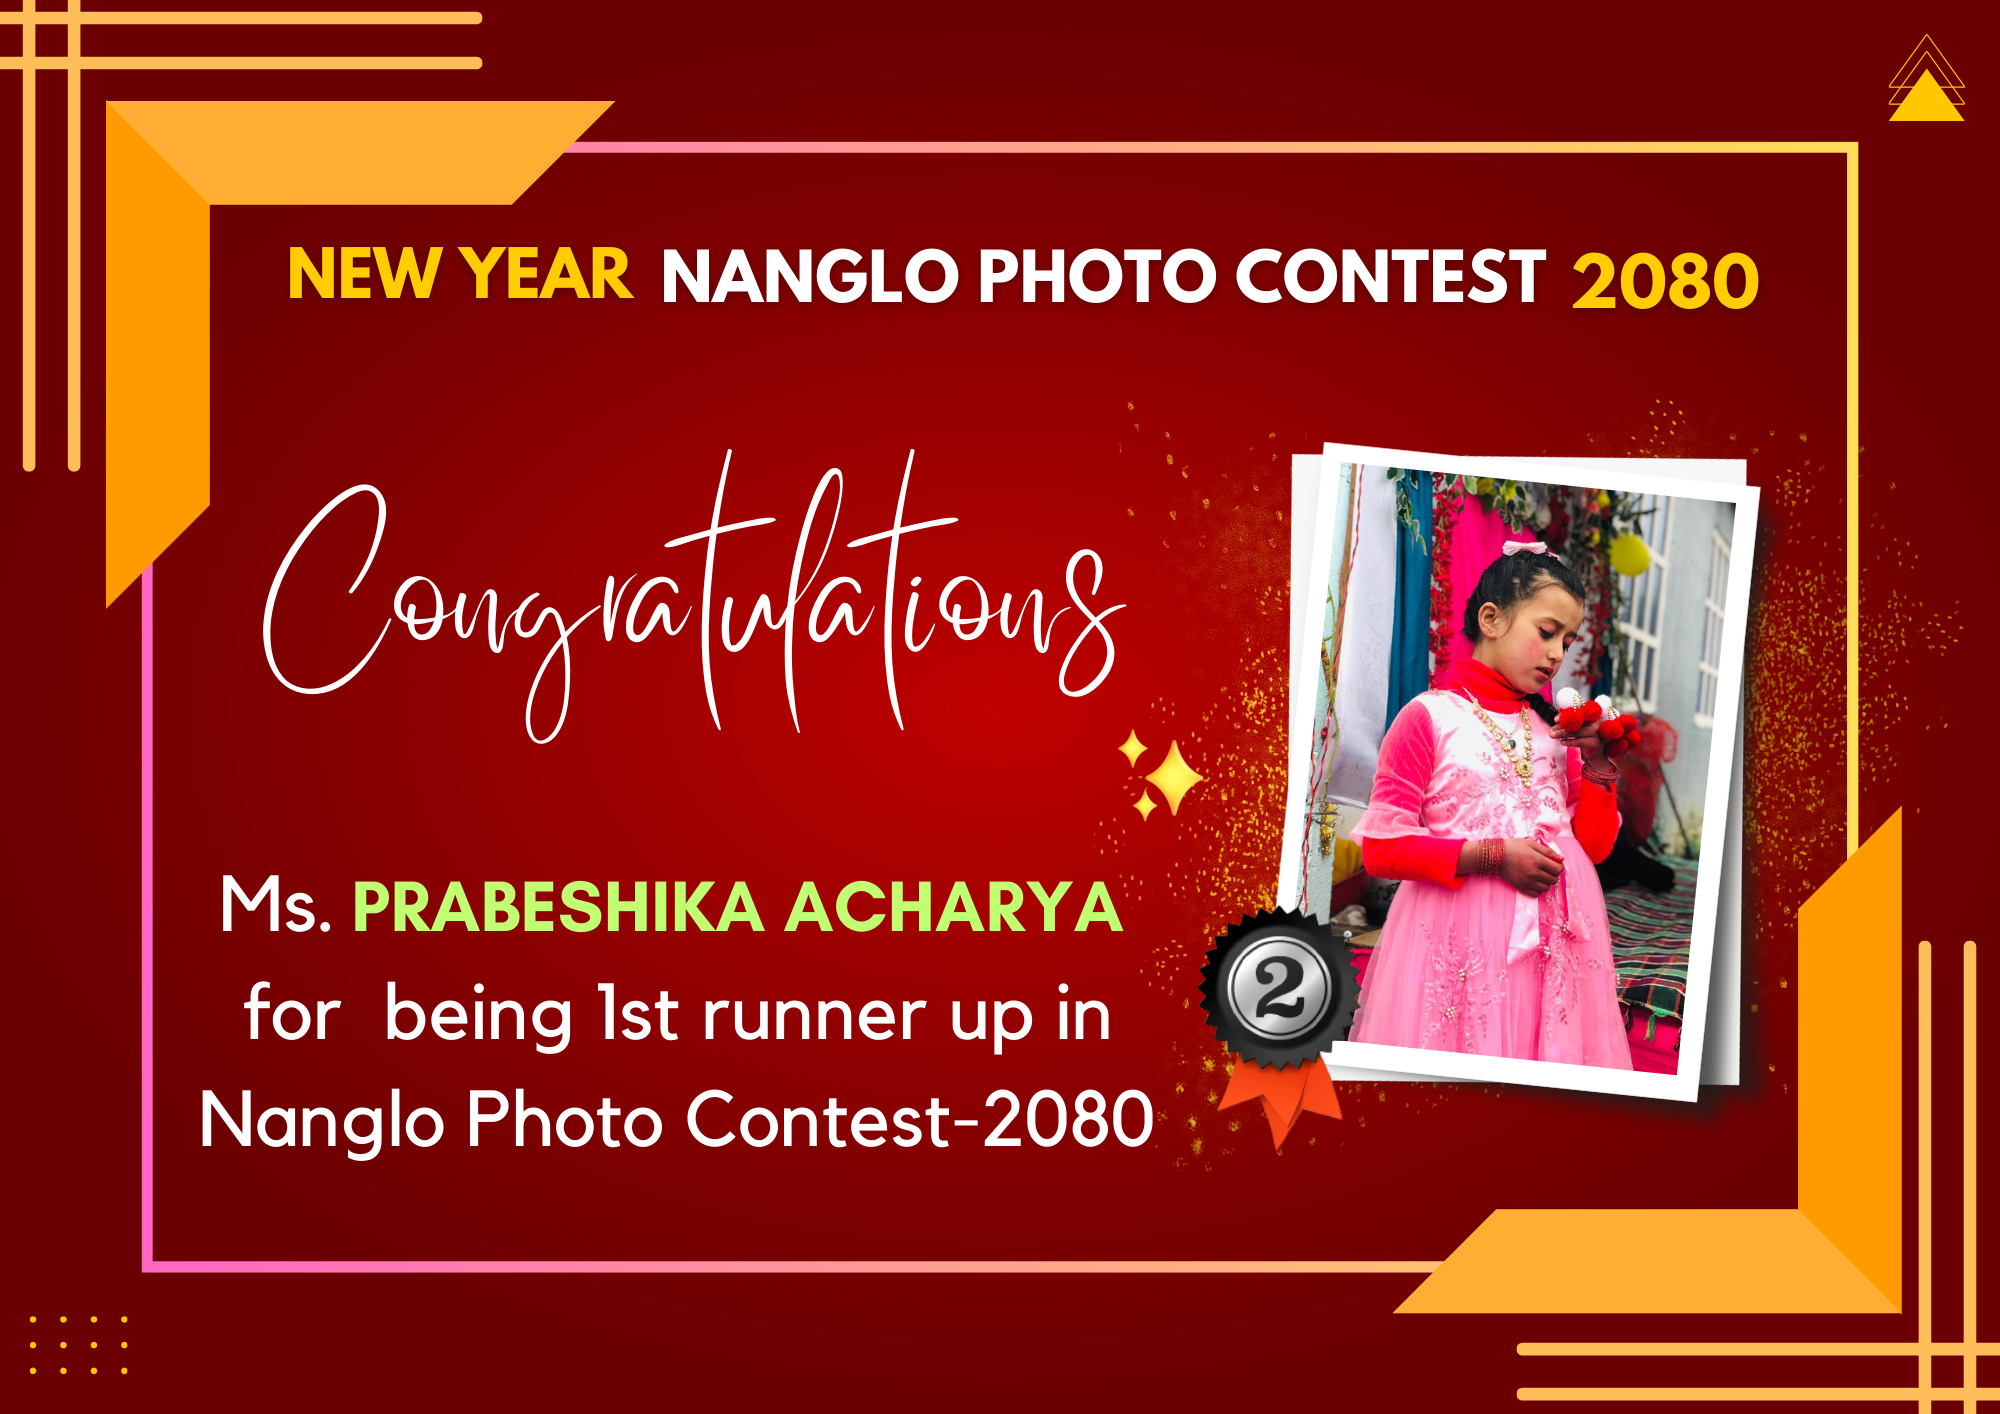 NEW YEAR NANGLO PHOTO CONTEST 2080
Congratulations
Ms. PRABESHIKA ACHARYA
for being 1st runner up in
Nanglo Photo Contest-2080
2